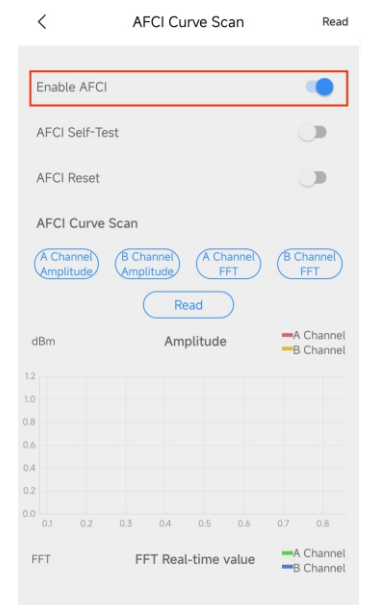 AFCI Curve Scan Read
Enable AFCI
AFCI Self-Test
AFCI Reset
AFCI Curve Scan
A Channel Amplitude
B Channel Amplitude
A Channel FFT
B Channel FFT
Read
dBm
Amplitude
A Channel
B Channel
1.2
1.0
0.8
0.6
0.4
0.2
0.0
0.1 0.2 0.3 0.4 0.5 0.6 0.7 0.8
FFT
FFT Real-time value
A Channel
B Channel